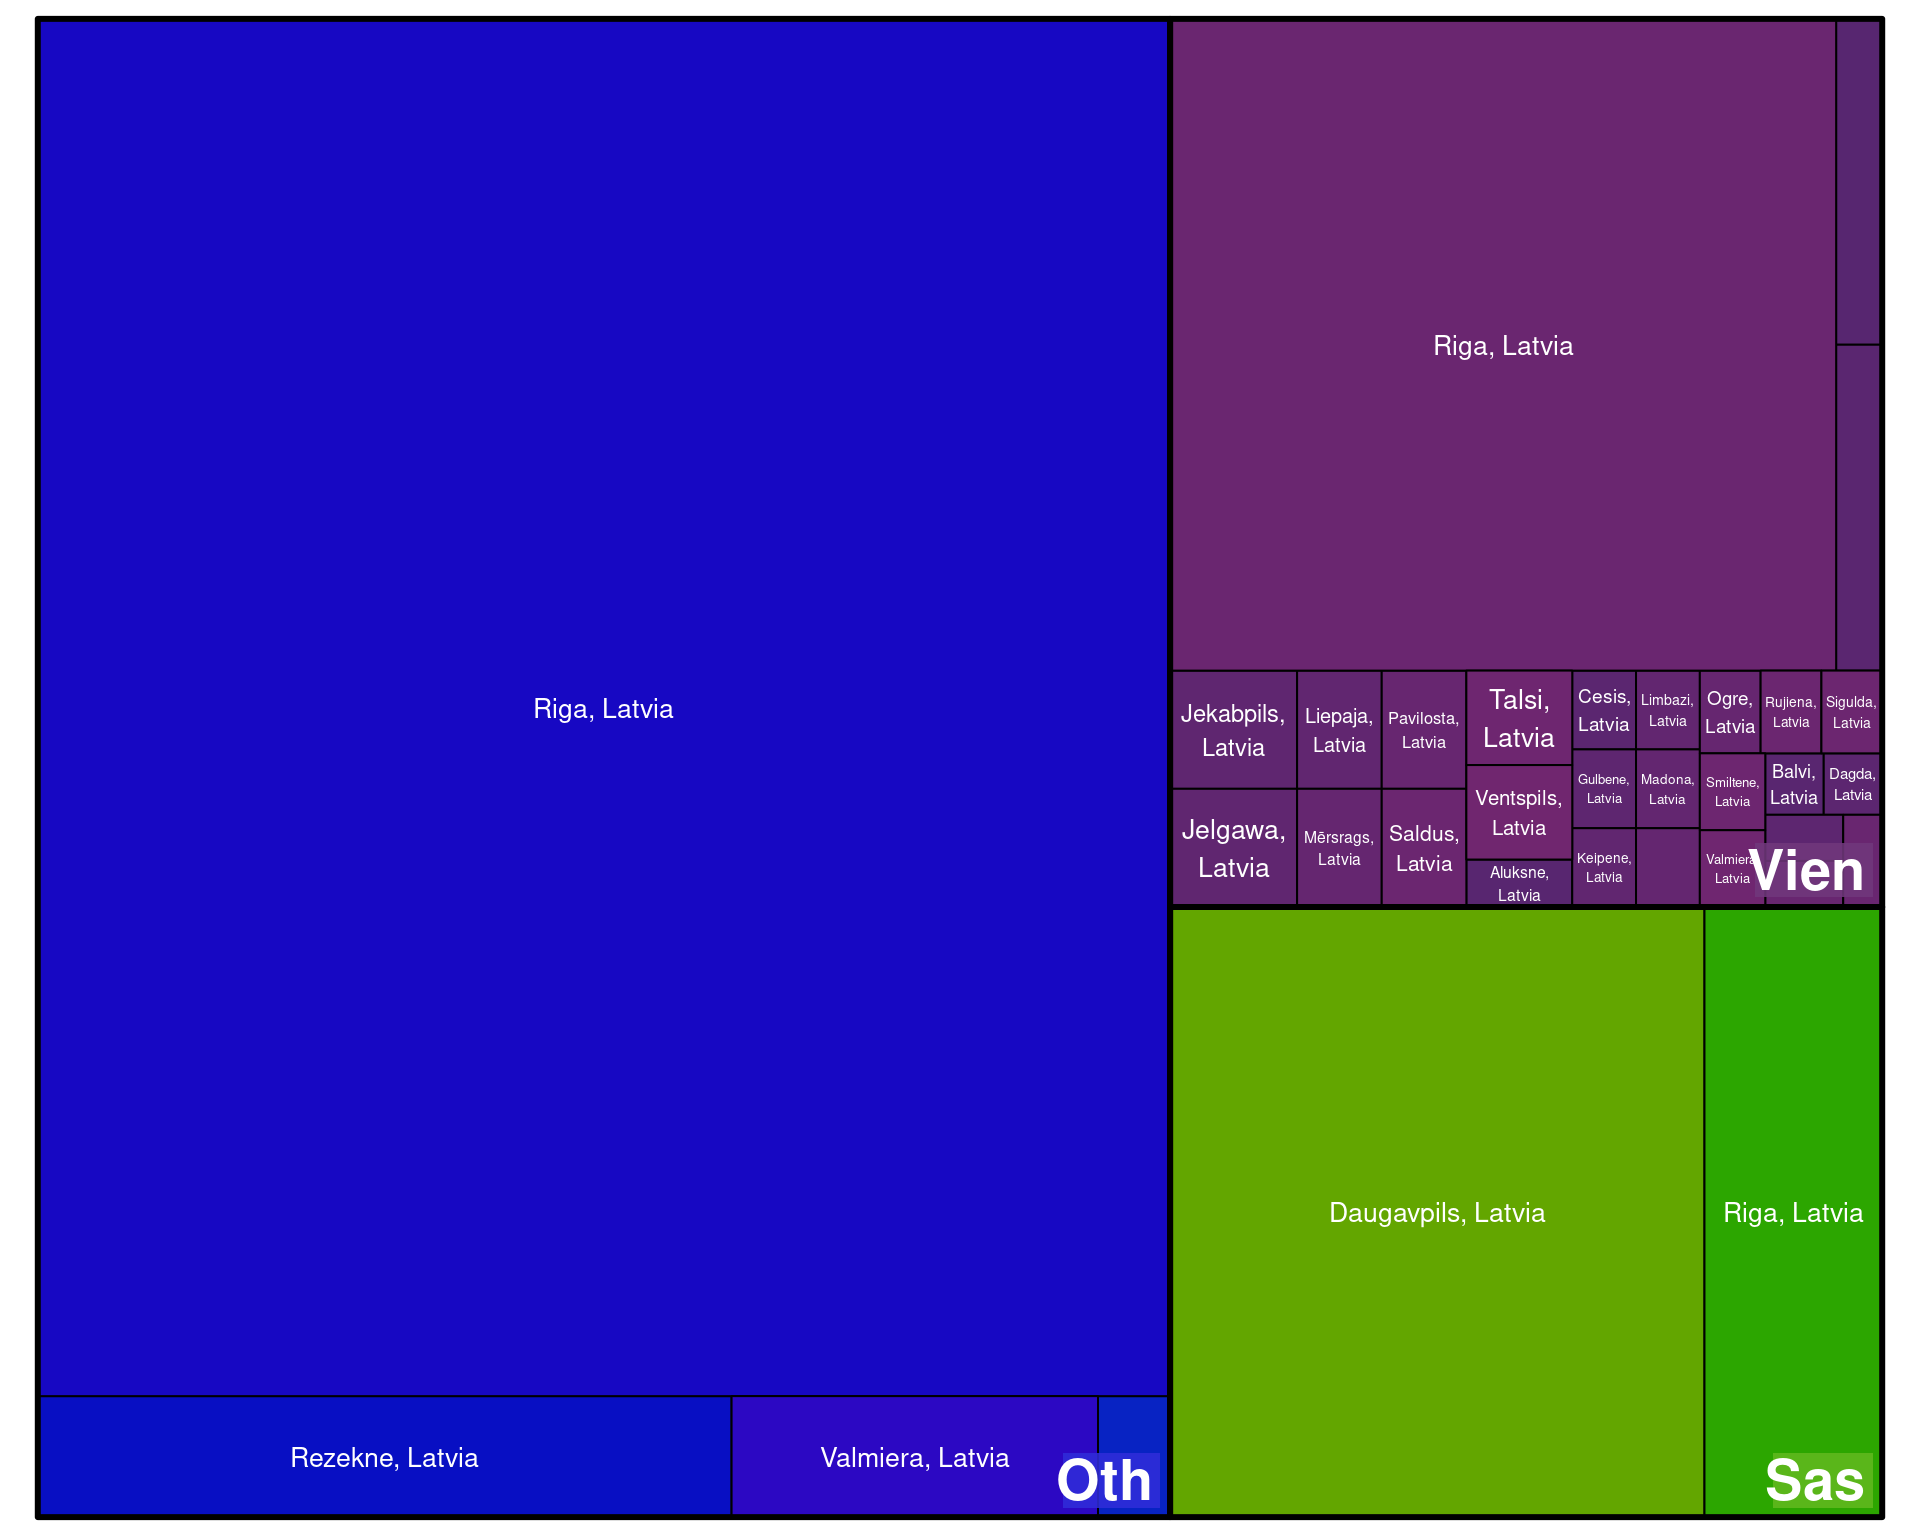 Riga, Latvia
Rezekne, Latvia
Valmiera, Latvia
Oth
Riga, Latvia
Jekabpils,
Latvia
Liepaja,
Latvia
Pavilosta,
Latvia
Talsi,
Latvia
Cesis,
Latvia
Limbazi,
Latvia
Ogre,
Latvia
Rujiena,
Latvia
Sigulda,
Latvia
Jelgawa,
Latvia
Mērsrags,
Latvia
Saldus,
Latvia
Ventspils,
Latvia
Aluksne,
Latvia
Gulbene,
Latvia
Madona,
Latvia
Keipene,
Latvia
Smiltene,
Latvia
Balvi,
Latvia
Dagda,
Latvia
Valmiera
Latvia
Vien
Daugavpils, Latvia
Riga, Latvia
Sas